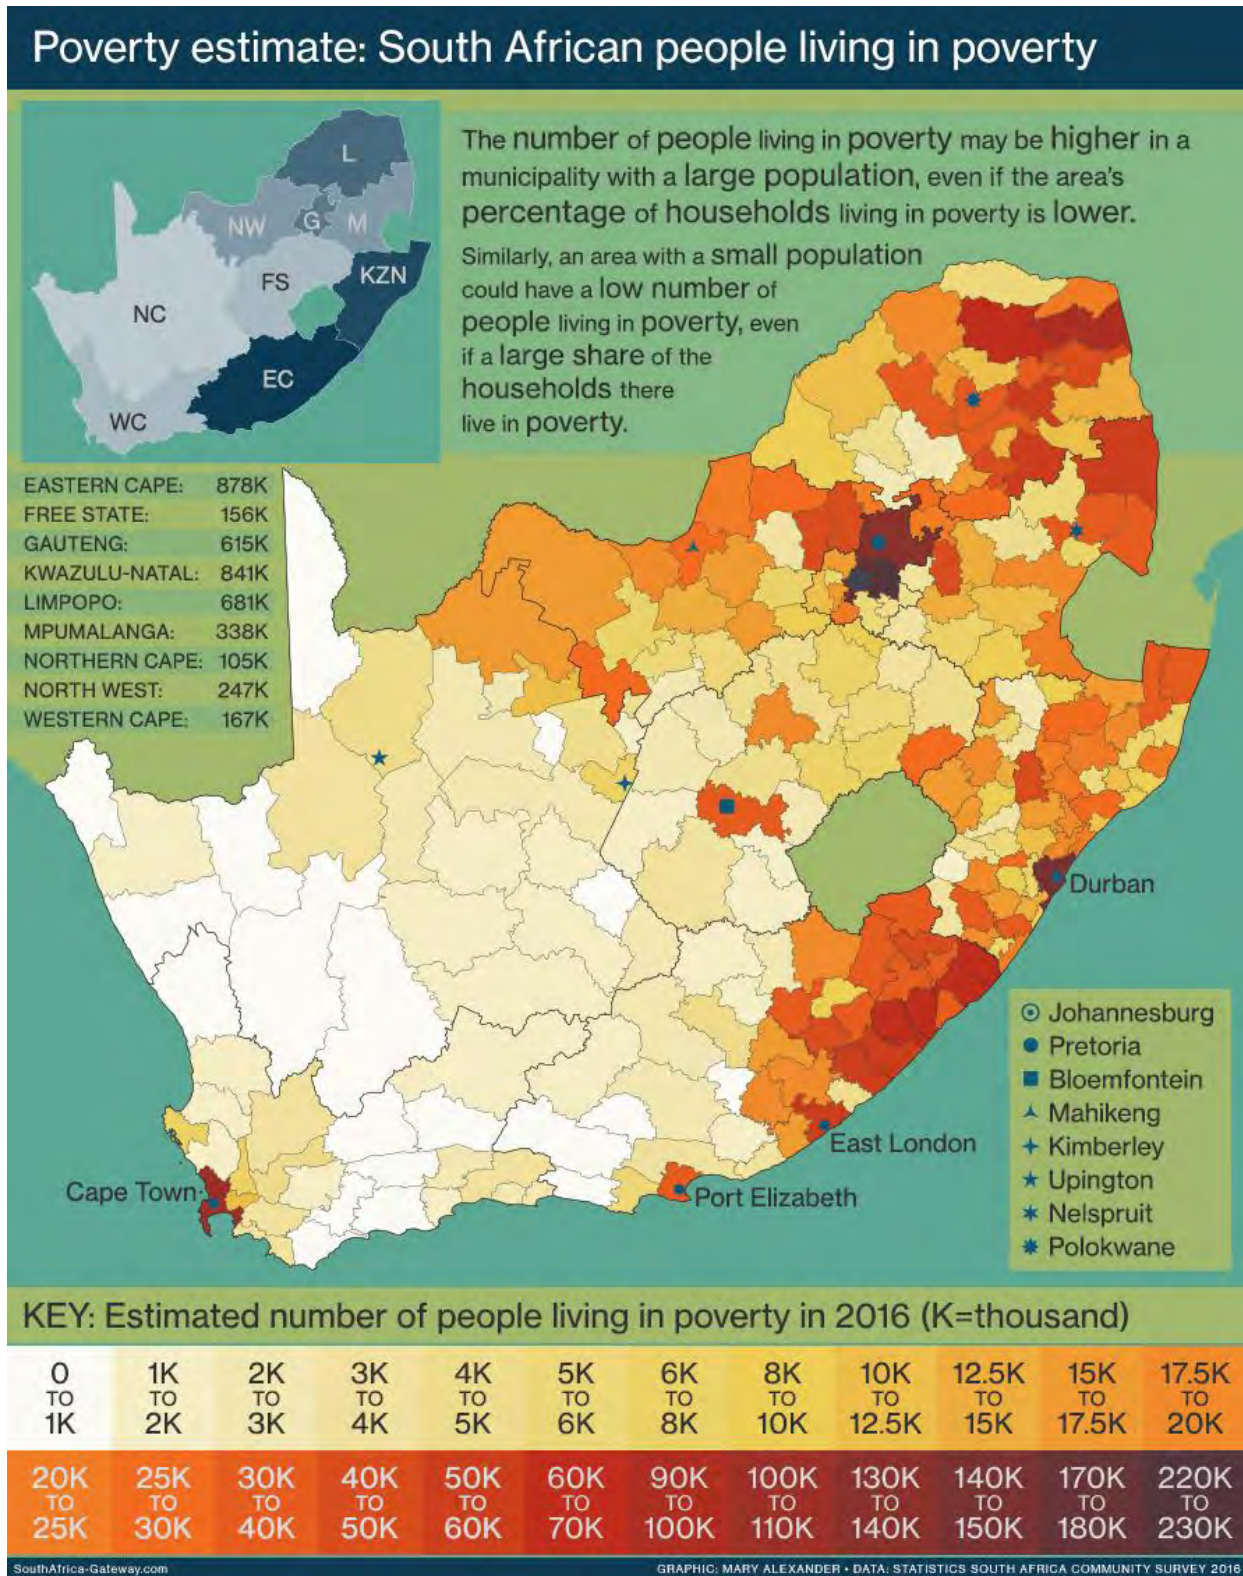 Poverty estimate: South African people living in poverty
The number of people living in poverty may be higher in a
municipality with a large population, even if the area's
percentage of households living in poverty is lower.
Similarly, an area with a small population
could have a low number of
people living in poverty, even
if a large share of the
households there
live in poverty.
L
NW
G
M
FS
KZN
NC
EC
WC
EASTERN CAPE: 878K
FREE STATE: 156K
GAUTENG: 615K
KWAZULU-NATAL: 841K
LIMPOPO: 681K
MPUMALANGA: 338K
NORTHERN CAPE: 105K
NORTH WEST: 247K
WESTERN CAPE: 167K
Durban
East London
Port Elizabeth
Cape Town
Johannesburg
Pretoria
Bloemfontein
Mahikeng
Kimberley
Upington
Nelspruit
Polokwane
KEY: Estimated number of people living in poverty in 2016 (K=thousand)
0 1K 2K 3K 4K 5K 6K 8K 10K 12.5K 15K 17.5K
TO TO TO TO TO TO TO TO TO TO TO TO
1K 2K 3K 4K 5K 6K 8K 10K 12.5K 15K 17.5K 20K
20K 25K 30K 40K 50K 60K 90K 100K 130K 140K 170K 220K
TO TO TO TO TO TO TO TO TO TO TO TO
25K 30K 40K 50K 60K 70K 100K 110K 140K 150K 180K 230K
SouthAfrica-Gateway.com GRAPHIC: MARY ALEXANDER • DATA: STATISTICS SOUTH AFRICA COMMUNITY SURVEY 2016